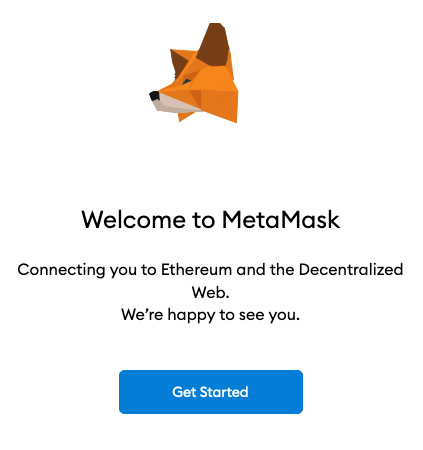 Welcome to MetaMask
Connecting you to Ethereum and the Decentralized
Web.
We’re happy to see you.
Get Started